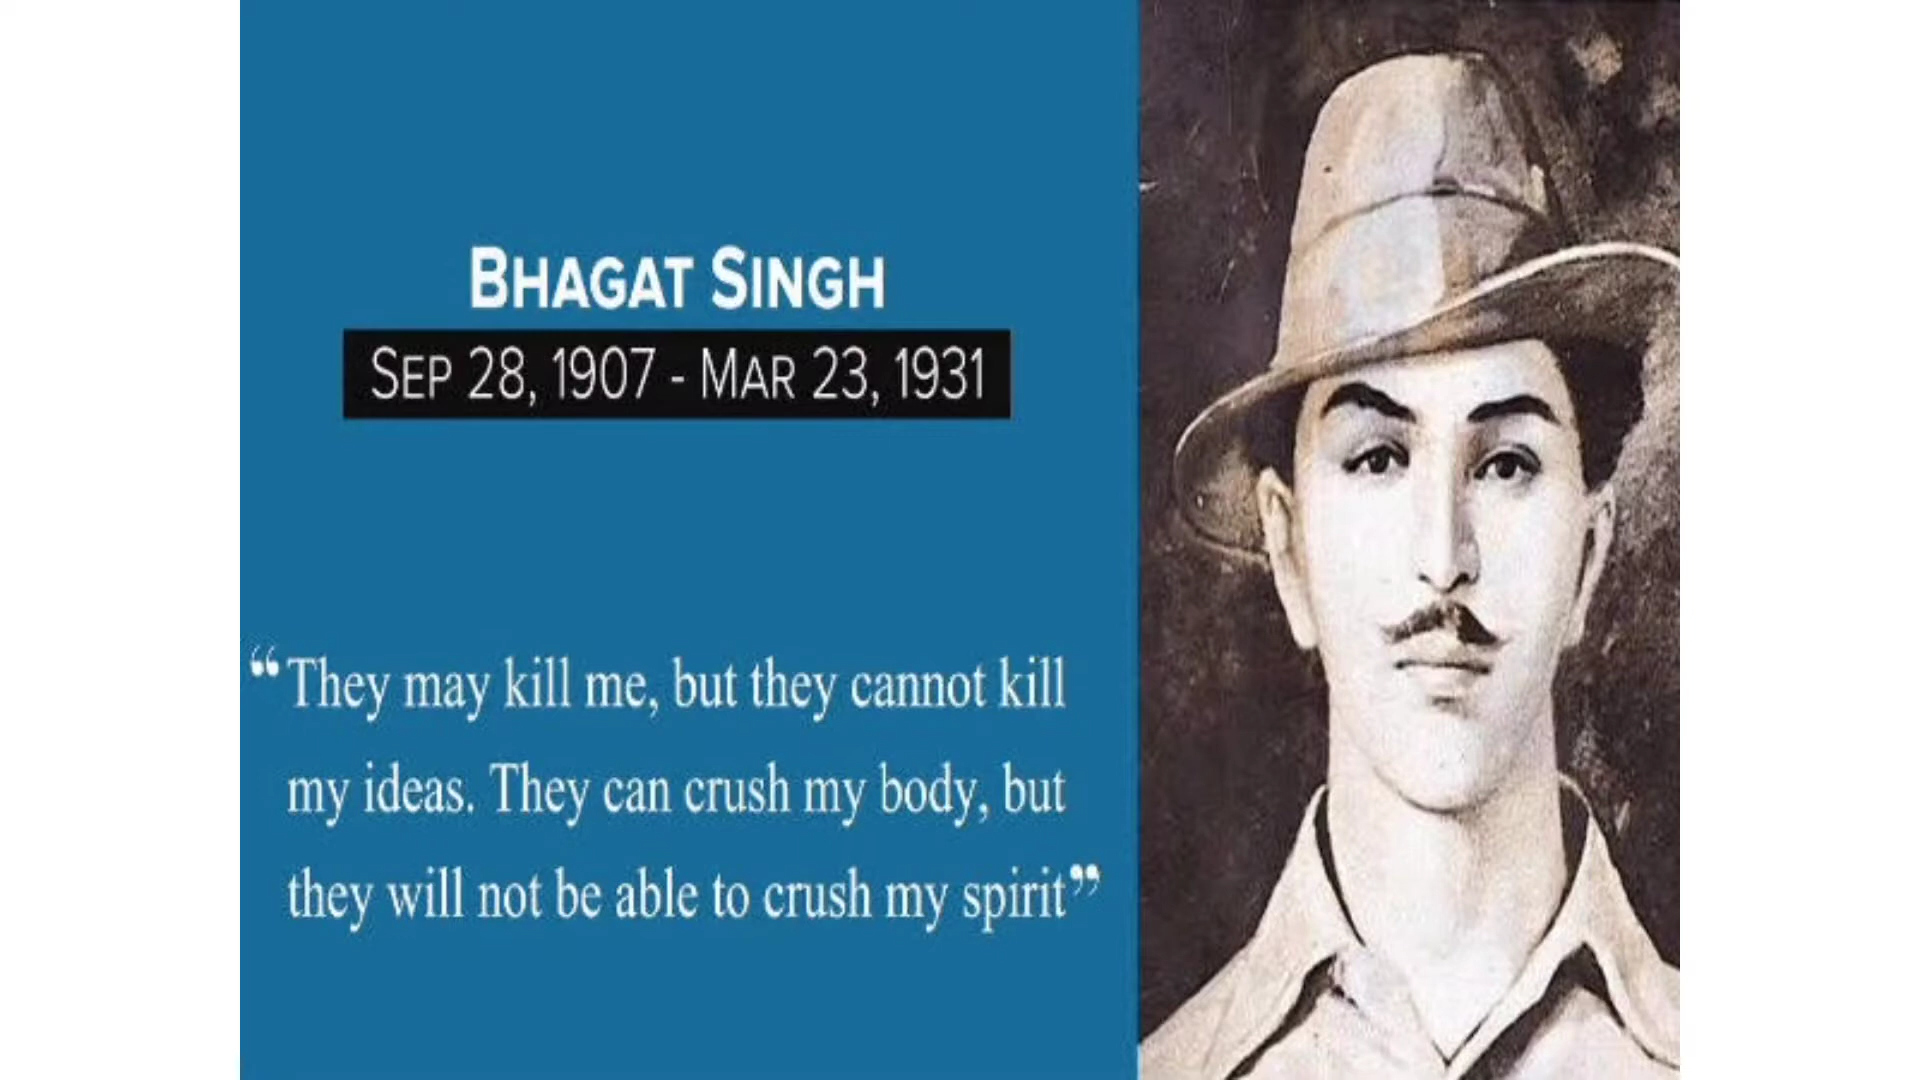 BHAGAT SINGH
SEP 28, 1907 - MAR 23, 1931
“They may kill me, but they cannot kill
my ideas. They can crush my body, but
they will not be able to crush my spirit”